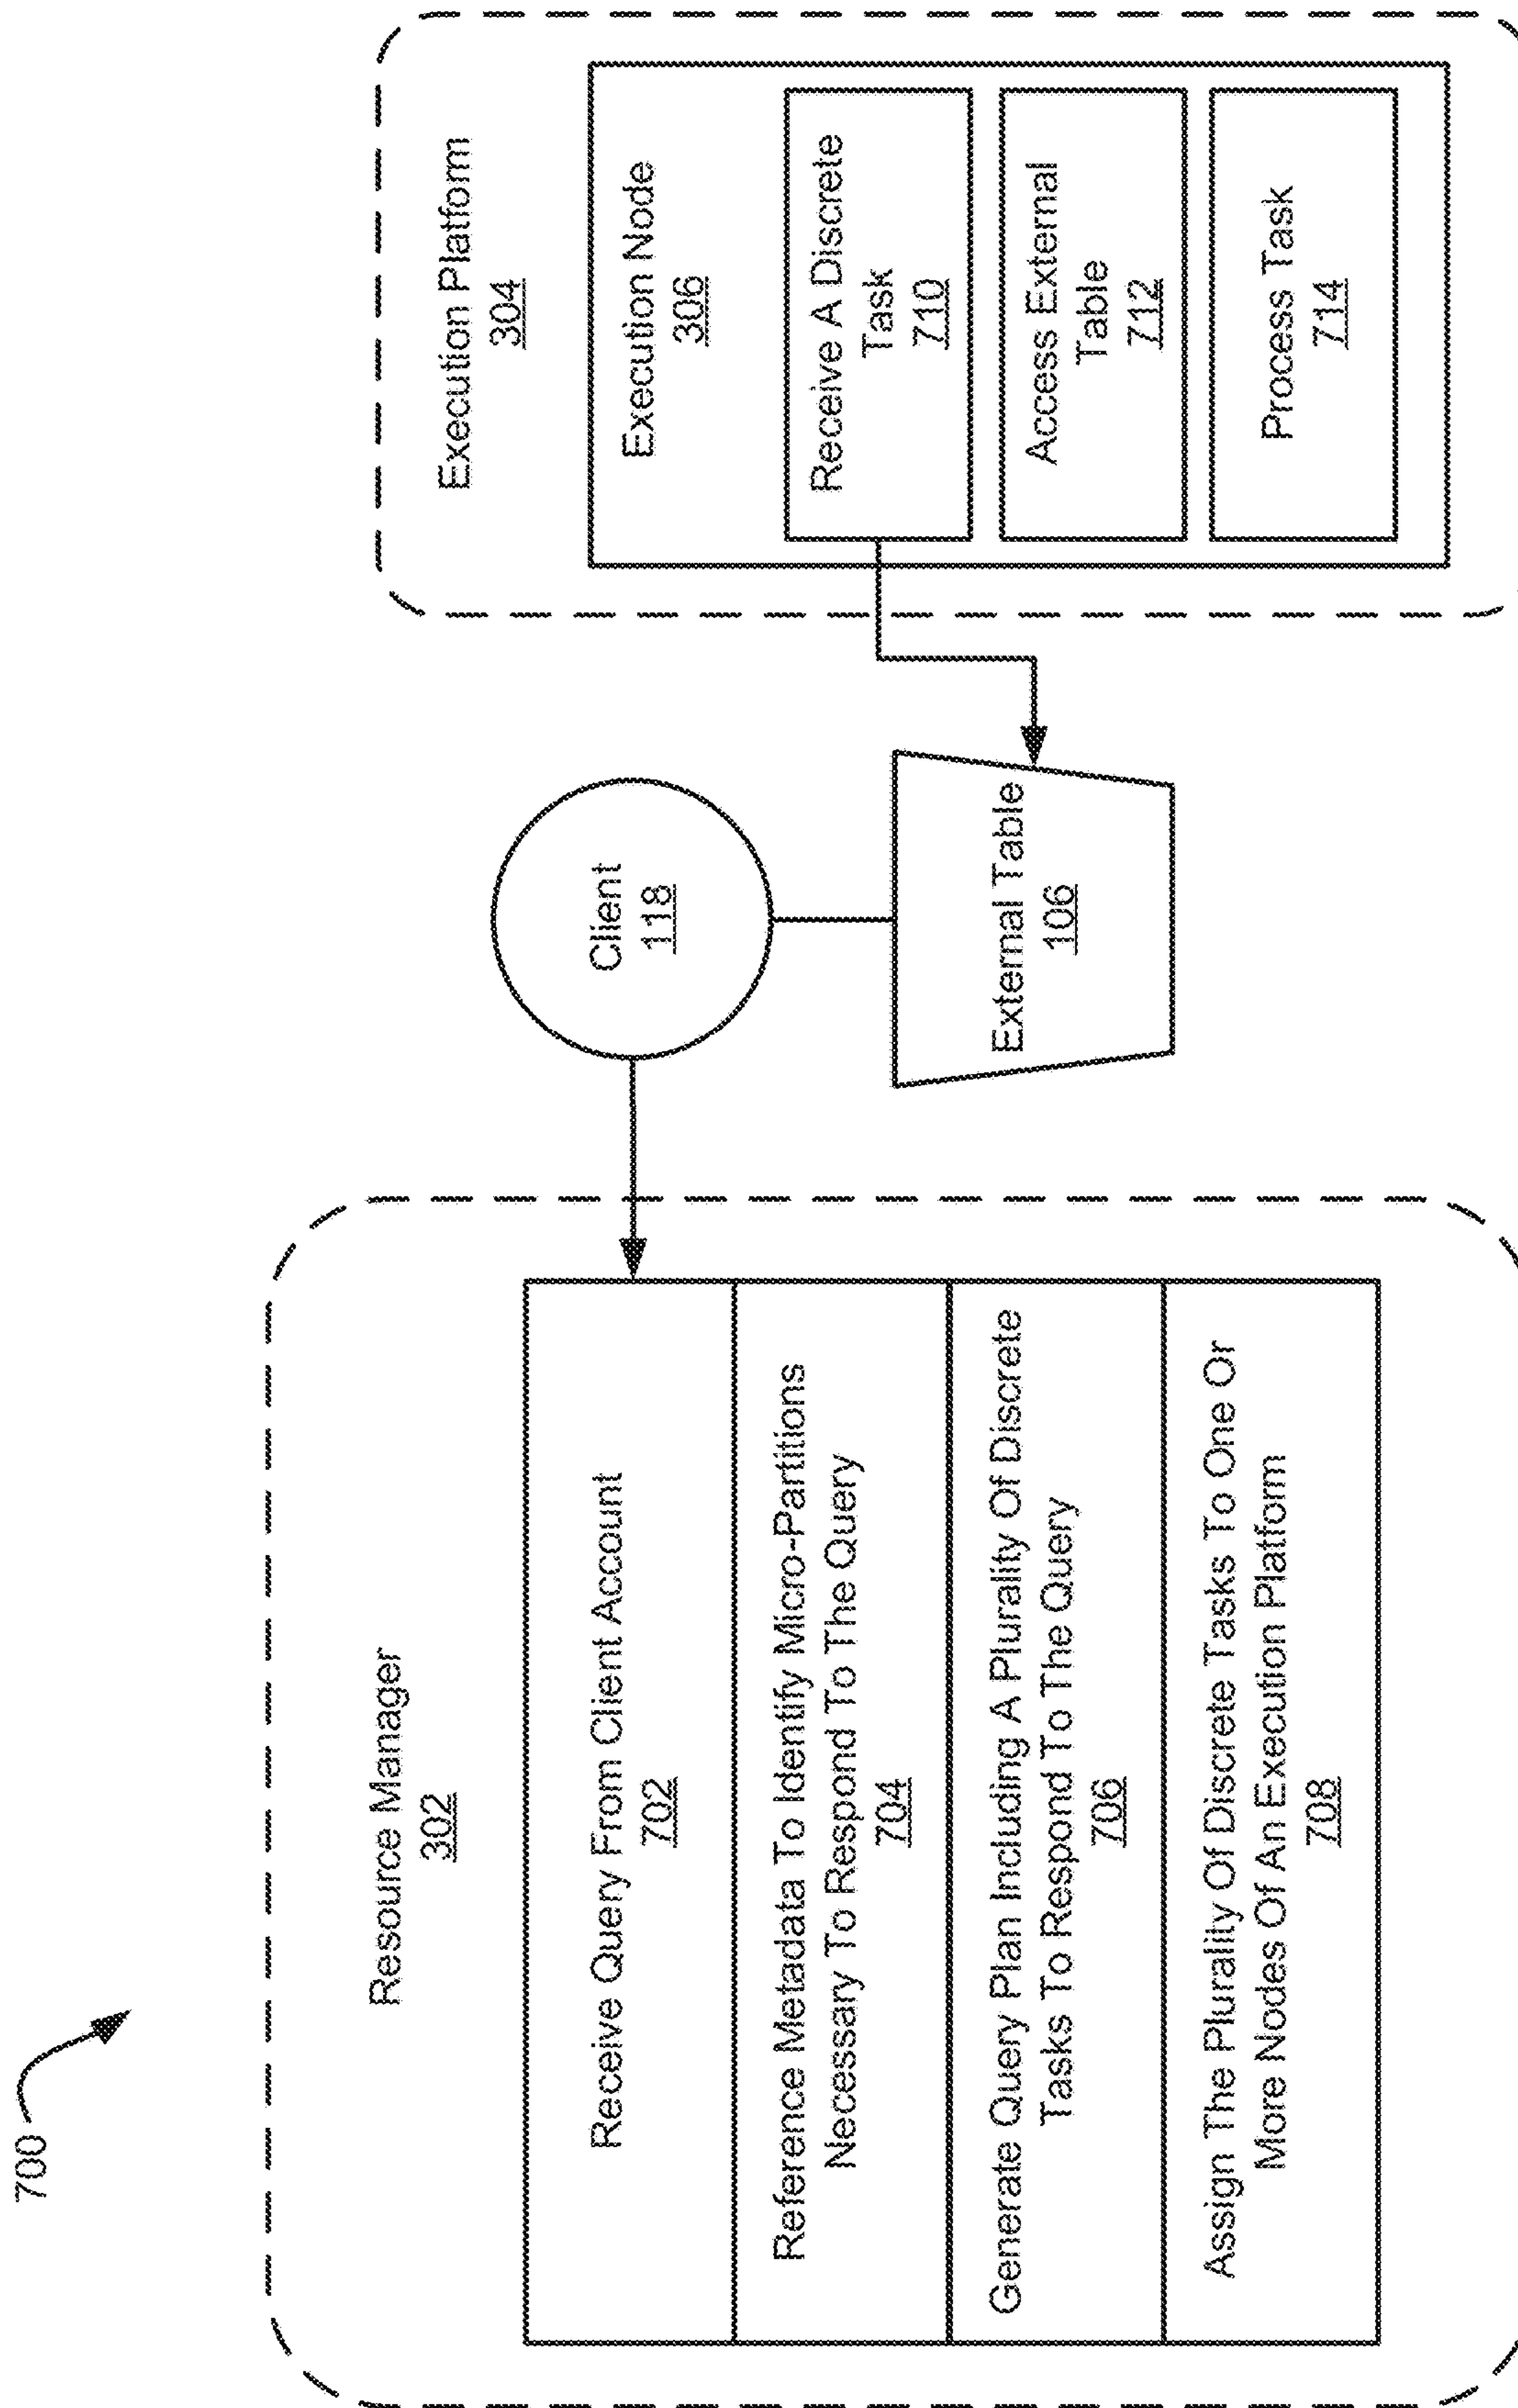 700
Resource Manager
302
Receive Query From Client Account
702
Reference Metadata To Identify Micro-Partitions
Necessary To Respond To The Query
704
Generate Query Plan Including A Plurality Of Discrete
Tasks To Respond To The Query
706
Assign The Plurality Of Discrete Tasks To One Or
More Nodes Of An Execution Platform
708
Client
118
External Table
106
Execution Platform
304
Execution Node
306
Receive A Discrete
Task
710
Access External
Table
712
Process Task
714